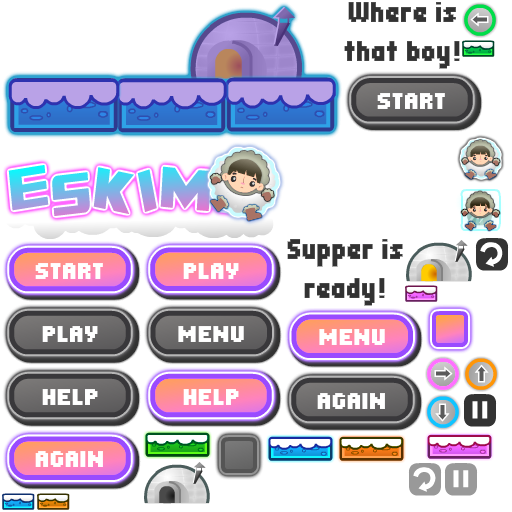 Where is
that boy!
START
ESKIM
START
PLAY
Supper is
ready!
PLAY
MENU
MENU
HELP
HELP
AGAIN
AGAIN